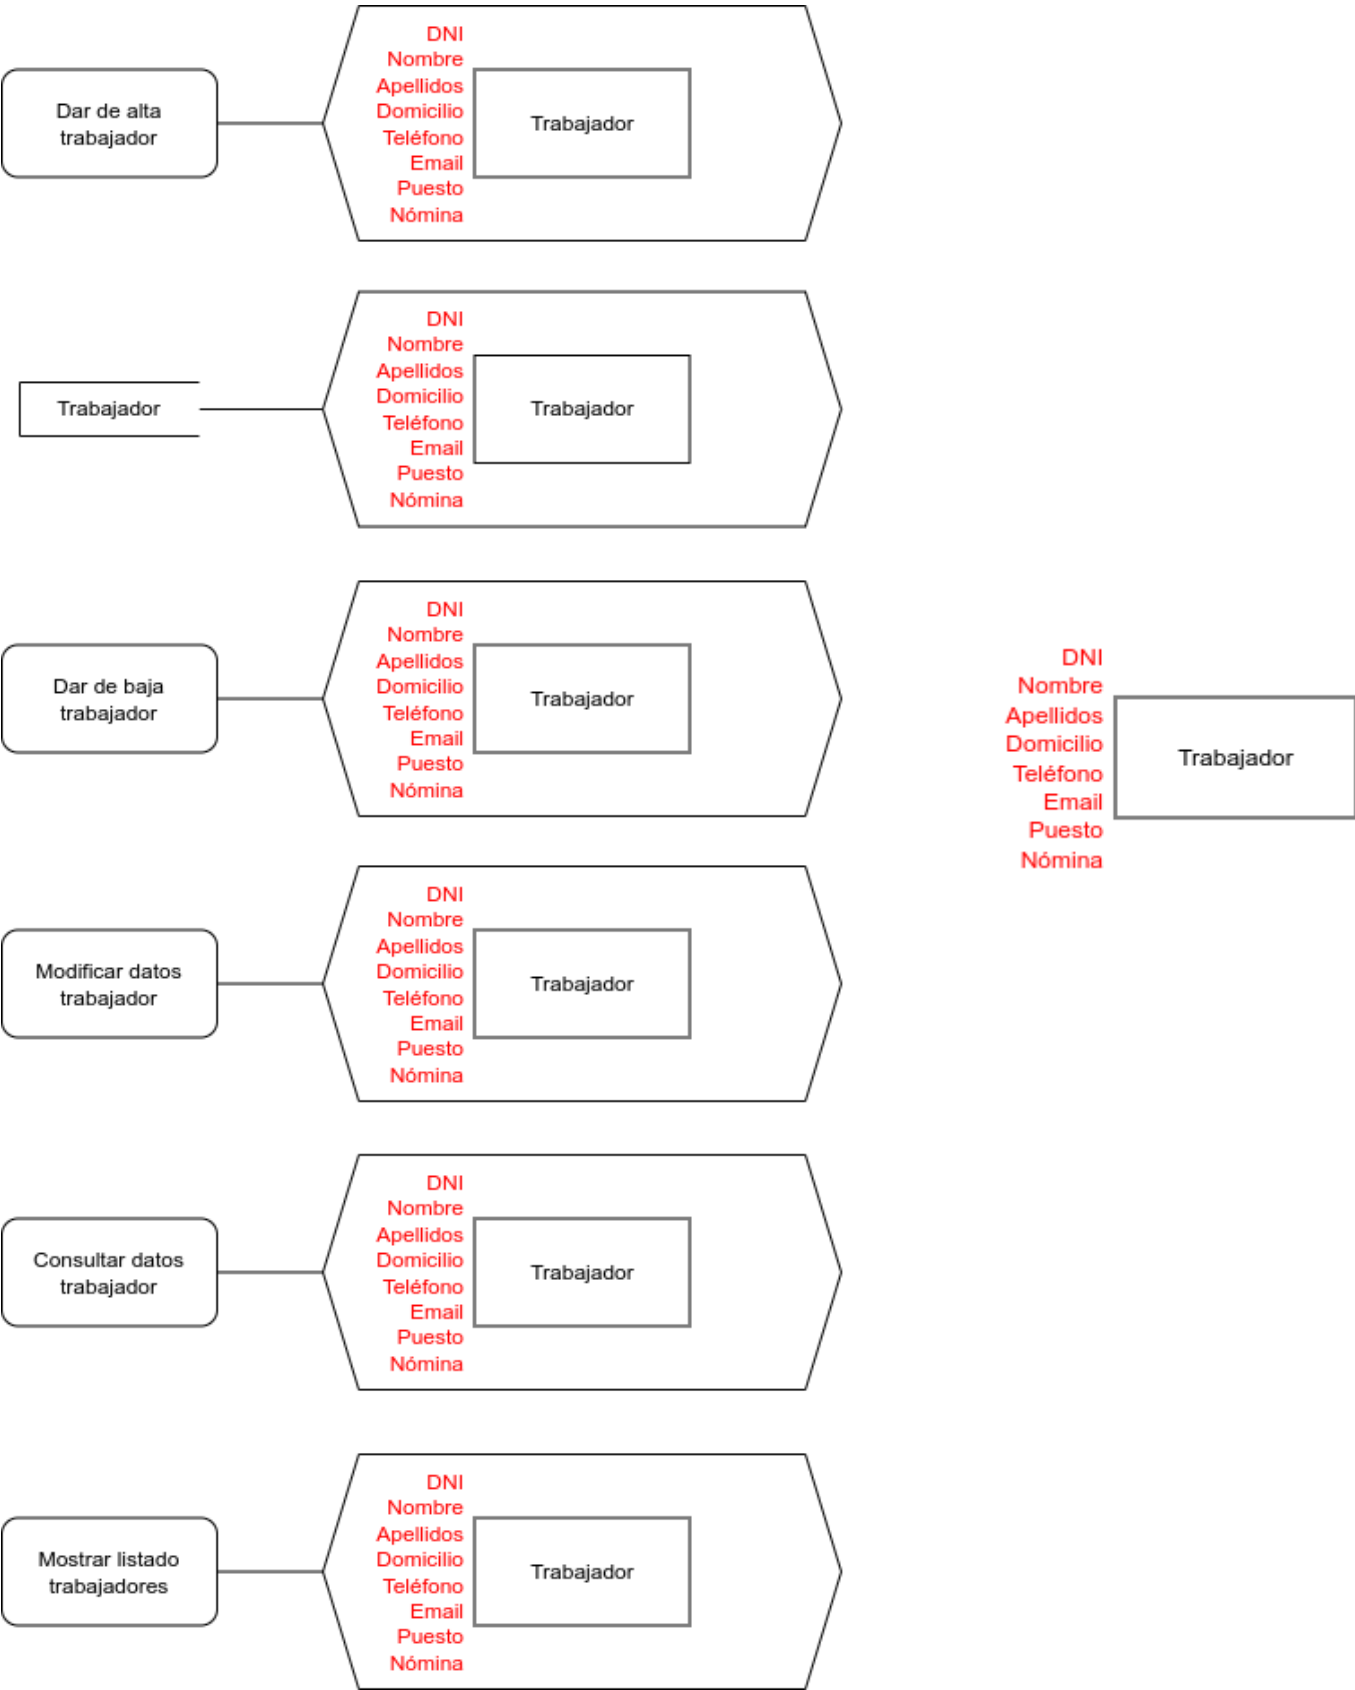 Dar de alta
trabajador
DNI
Nombre
Apellidos
Domicilio
Teléfono
Email
Puesto
Nómina
Trabajador
Trabajador
DNI
Nombre
Apellidos
Domicilio
Teléfono
Email
Puesto
Nómina
Trabajador
Dar de baja
trabajador
DNI
Nombre
Apellidos
Domicilio
Teléfono
Email
Puesto
Nómina
Trabajador
DNI
Nombre
Apellidos
Domicilio
Teléfono
Email
Puesto
Nómina
Trabajador
Modificar datos
trabajador
DNI
Nombre
Apellidos
Domicilio
Teléfono
Email
Puesto
Nómina
Trabajador
Consultar datos
trabajador
DNI
Nombre
Apellidos
Domicilio
Teléfono
Email
Puesto
Nómina
Trabajador
Mostrar listado
trabajadores
DNI
Nombre
Apellidos
Domicilio
Teléfono
Email
Puesto
Nómina
Trabajador